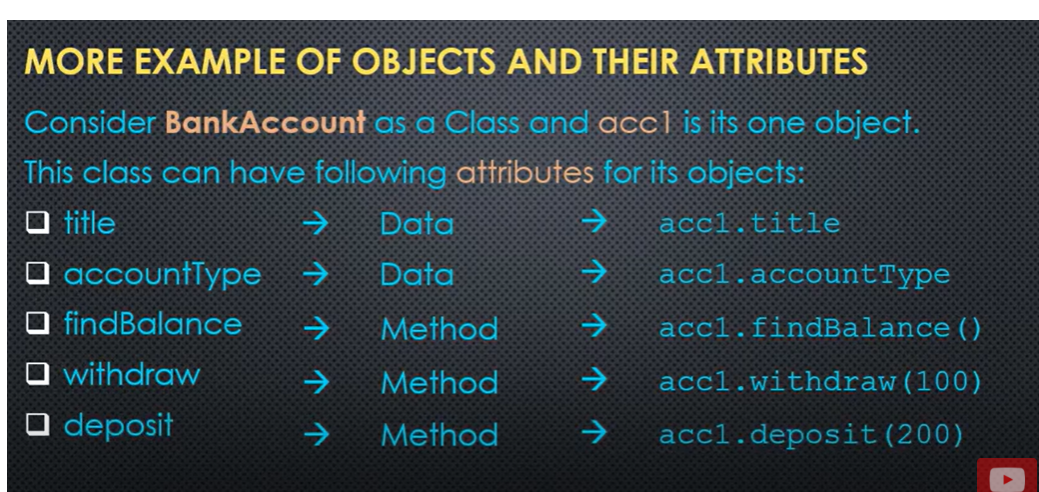 MORE EXAMPLE OF OBJECTS AND THEIR ATTRIBUTES
Consider BankAccount as a Class and acc1 is its one object.
This class can have following attributes for its objects:
❑ title → Data → acc1.title
❑ accountType → Data → acc1.accountType
❑ findBalance → Method → acc1.findBalance()
❑ withdraw → Method → acc1.withdraw(100)
❑ deposit → Method → acc1.deposit(200)